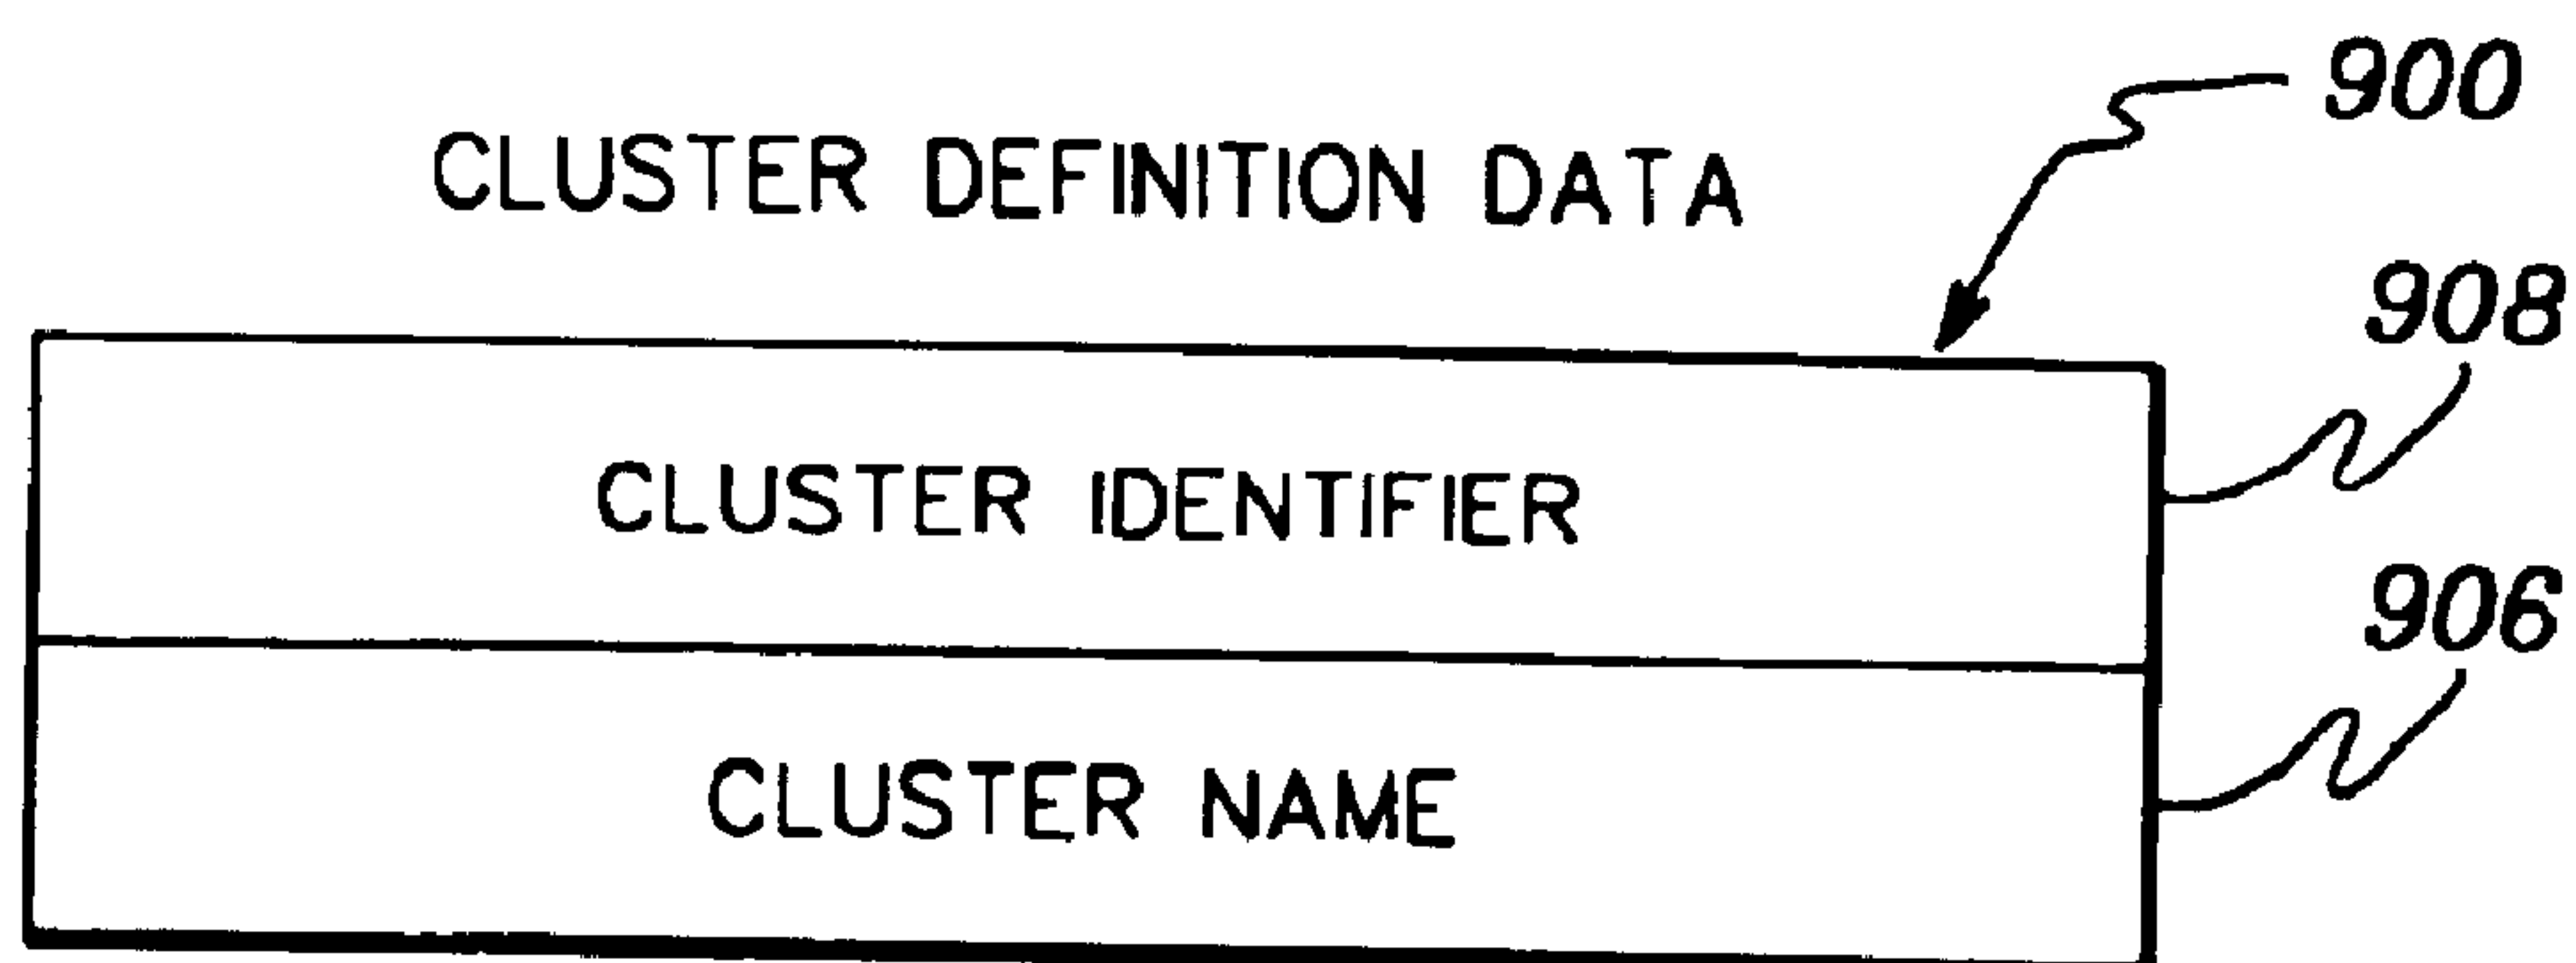 900
CLUSTER DEFINITION DATA
908
CLUSTER IDENTIFIER
906
CLUSTER NAME